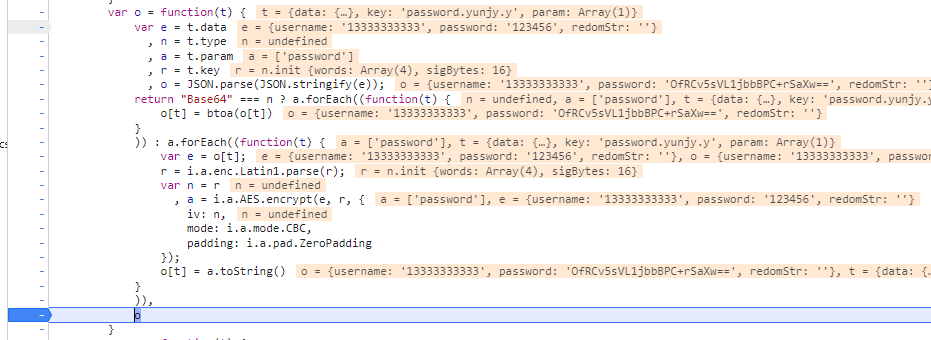 var o = function(t) { t = {data: {…}, key: 'password.yunjy.y', param: Array(1)}
var e = t.data e = {username: '13333333333', password: '123456', redomStr: ''}
, n = t.type n = undefined
, a = t.param a = ['password']
, r = t.key r = n.init {words: Array(4), sigBytes: 16}
, o = JSON.parse(JSON.stringify(e)); o = {username: '13333333333', password: 'OfRCv5sVL1jbbBPC+rSaXw==', redomStr: ''}
return "Base64" === n ? a.forEach((function(t) { n = undefined, a = ['password'], t = {data: {…}, key: 'password.yunjy.y
o[t] = btoa(o[t]) o = {username: '13333333333', password: 'OfRCv5sVL1jbbBPC+rSaXw==', redomStr: ''}
}
)) : a.forEach((function(t) { a = ['password'], t = {data: {…}, key: 'password.yunjy.y', param: Array(1)}
var e = o[t]; e = {username: '13333333333', password: '123456', redomStr: ''}, o = {username: '13333333333', passwo
r = i.a.enc.Latin1.parse(r); r = n.init {words: Array(4), sigBytes: 16}
var n = r n = undefined
, a = i.a.AES.encrypt(e, r, { a = ['password'], e = {username: '13333333333', password: '123456', redomStr: ''}
iv: n, n = undefined
mode: i.a.mode.CBC,
padding: i.a.pad.ZeroPadding
});
o[t] = a.toString() o = {username: '13333333333', password: 'OfRCv5sVL1jbbBPC+rSaXw==', redomStr: ''}, t = {data: {…
}
)),
o
}